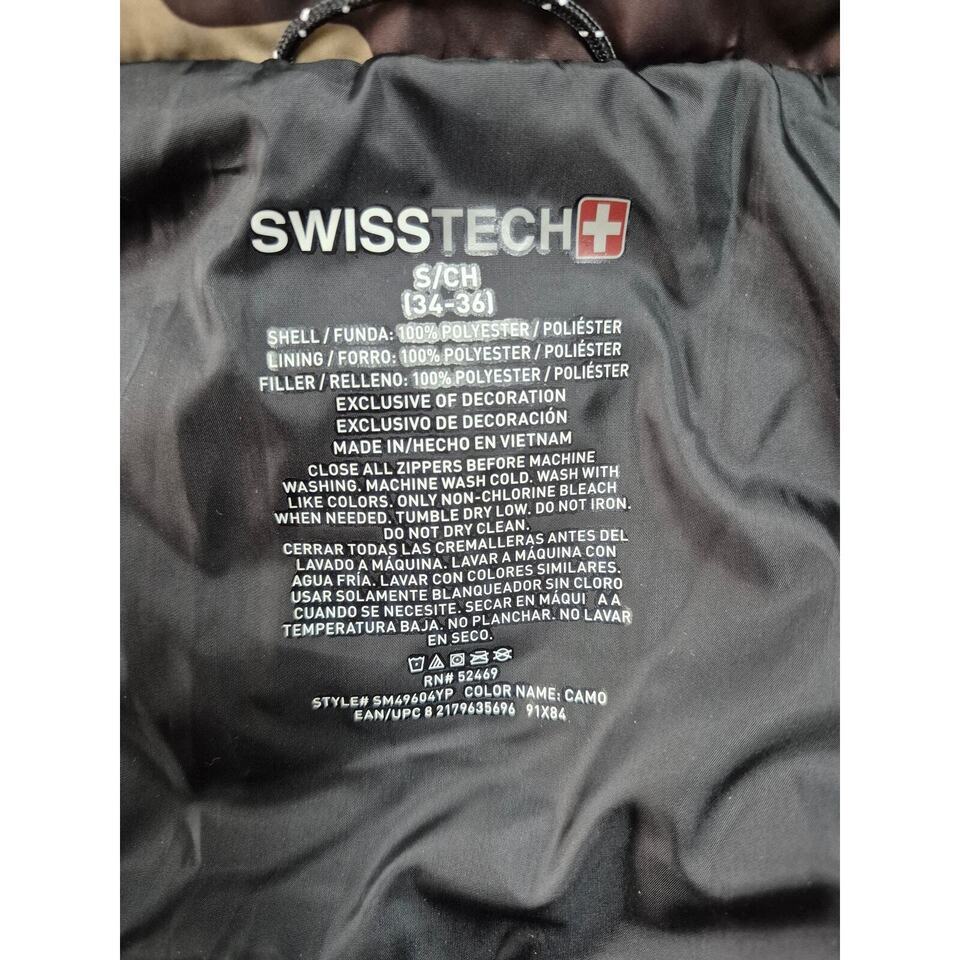 SWISSTECH
S/CH
(34-36)
SHELL / FUNDA: 100% POLYESTER / POLIÉSTER
LINING / FORRO: 100% POLYESTER / POLIÉSTER
FILLER / RELLENO: 100% POLYESTER / POLIÉSTER
EXCLUSIVE OF DECORATION
EXCLUSIVO DE DECORACIÓN
MADE IN/HECHO EN VIETNAM
CLOSE ALL ZIPPERS BEFORE MACHINE
WASHING. MACHINE WASH COLD. WASH WITH
LIKE COLORS. ONLY NON-CHLORINE BLEACH
WHEN NEEDED. TUMBLE DRY LOW. DO NOT IRON.
DO NOT DRY CLEAN.
CERRAR TODAS LAS CREMALLERAS ANTES DEL
LAVADO A MÁQUINA. LAVAR A MÁQUINA CON
AGUA FRÍA. LAVAR CON COLORES SIMILARES.
USAR SOLAMENTE BLANQUEADOR SIN CLORO
CUANDO SE NECESITE. SECAR EN MÁQUI A A
TEMPERATURA BAJA. NO PLANCHAR. NO LAVAR
EN SECO.
RN# 52469
STYLE# SM49604YP COLOR NAME: CAMO
EAN/UPC 8 2179635696 91X84